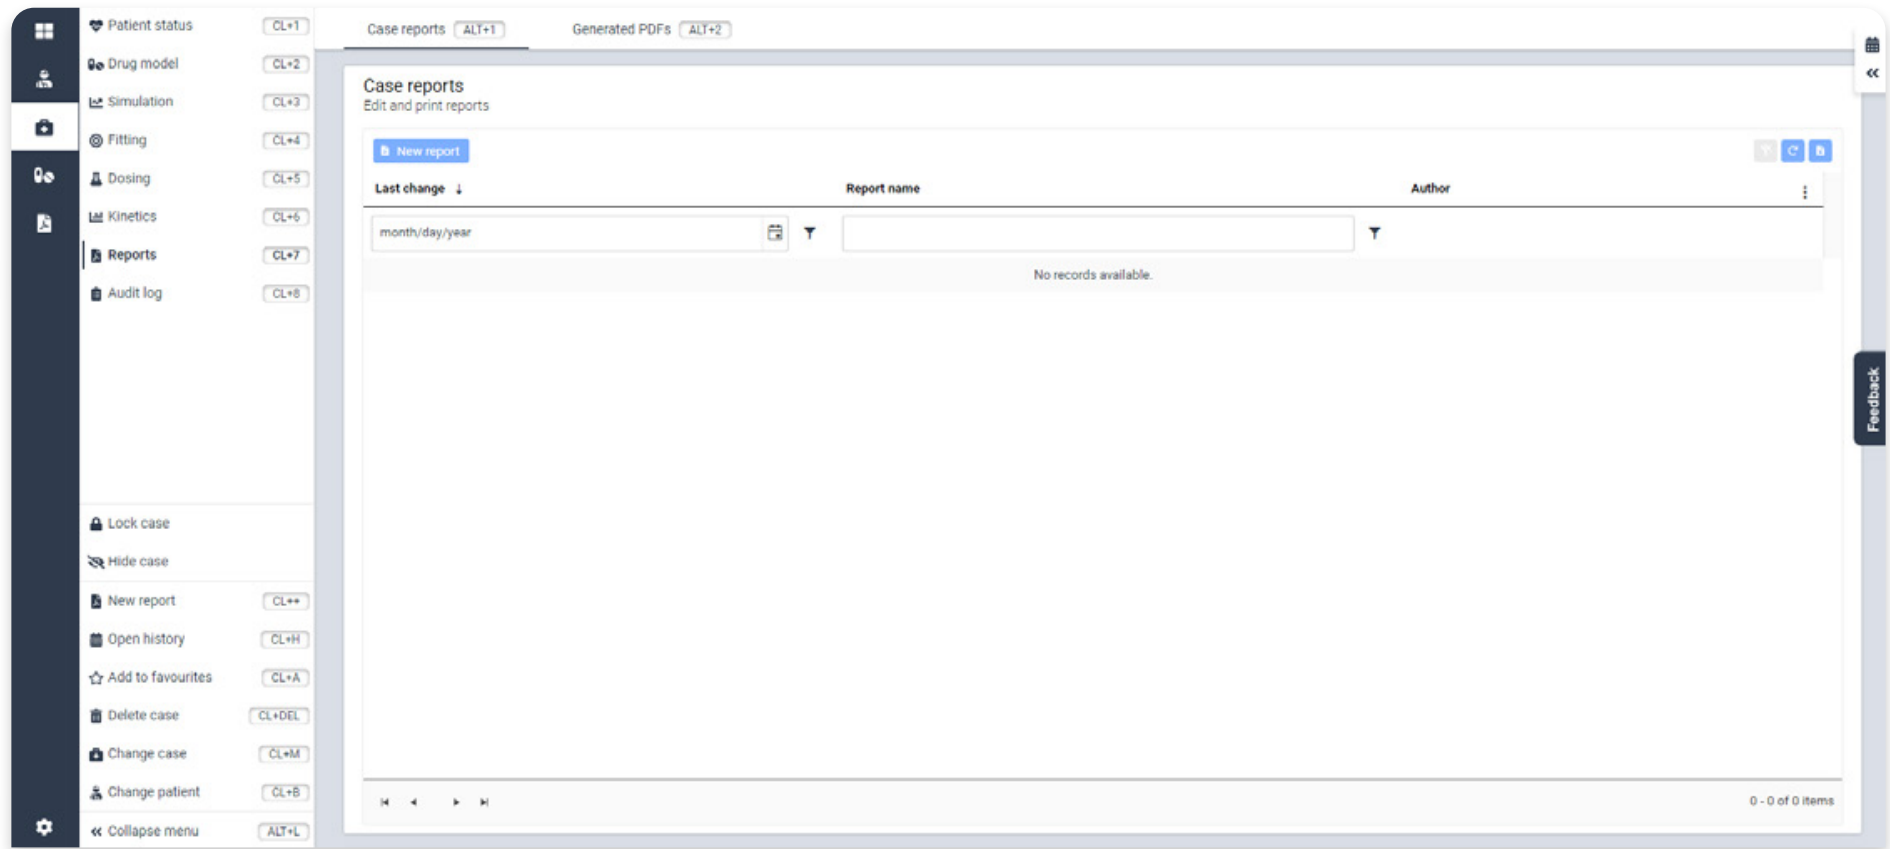 Patient status CL+1
Drug model CL+2
Simulation CL+3
Fitting CL+4
Dosing CL+5
Kinetics CL+6
Reports CL+7
Audit log CL+8
Lock case
Hide case
New report CL++
Open history CL+H
Add to favourites CL+A
Delete case CL+DEL
Change case CL+M
Change patient CL+B
Collapse menu ALT+L
Case reports ALT+1 Generated PDFs ALT+2
Case reports
Edit and print reports
New report
Last change ↓ Report name Author
month/day/year
No records available.
0 - 0 of 0 items
Feedback